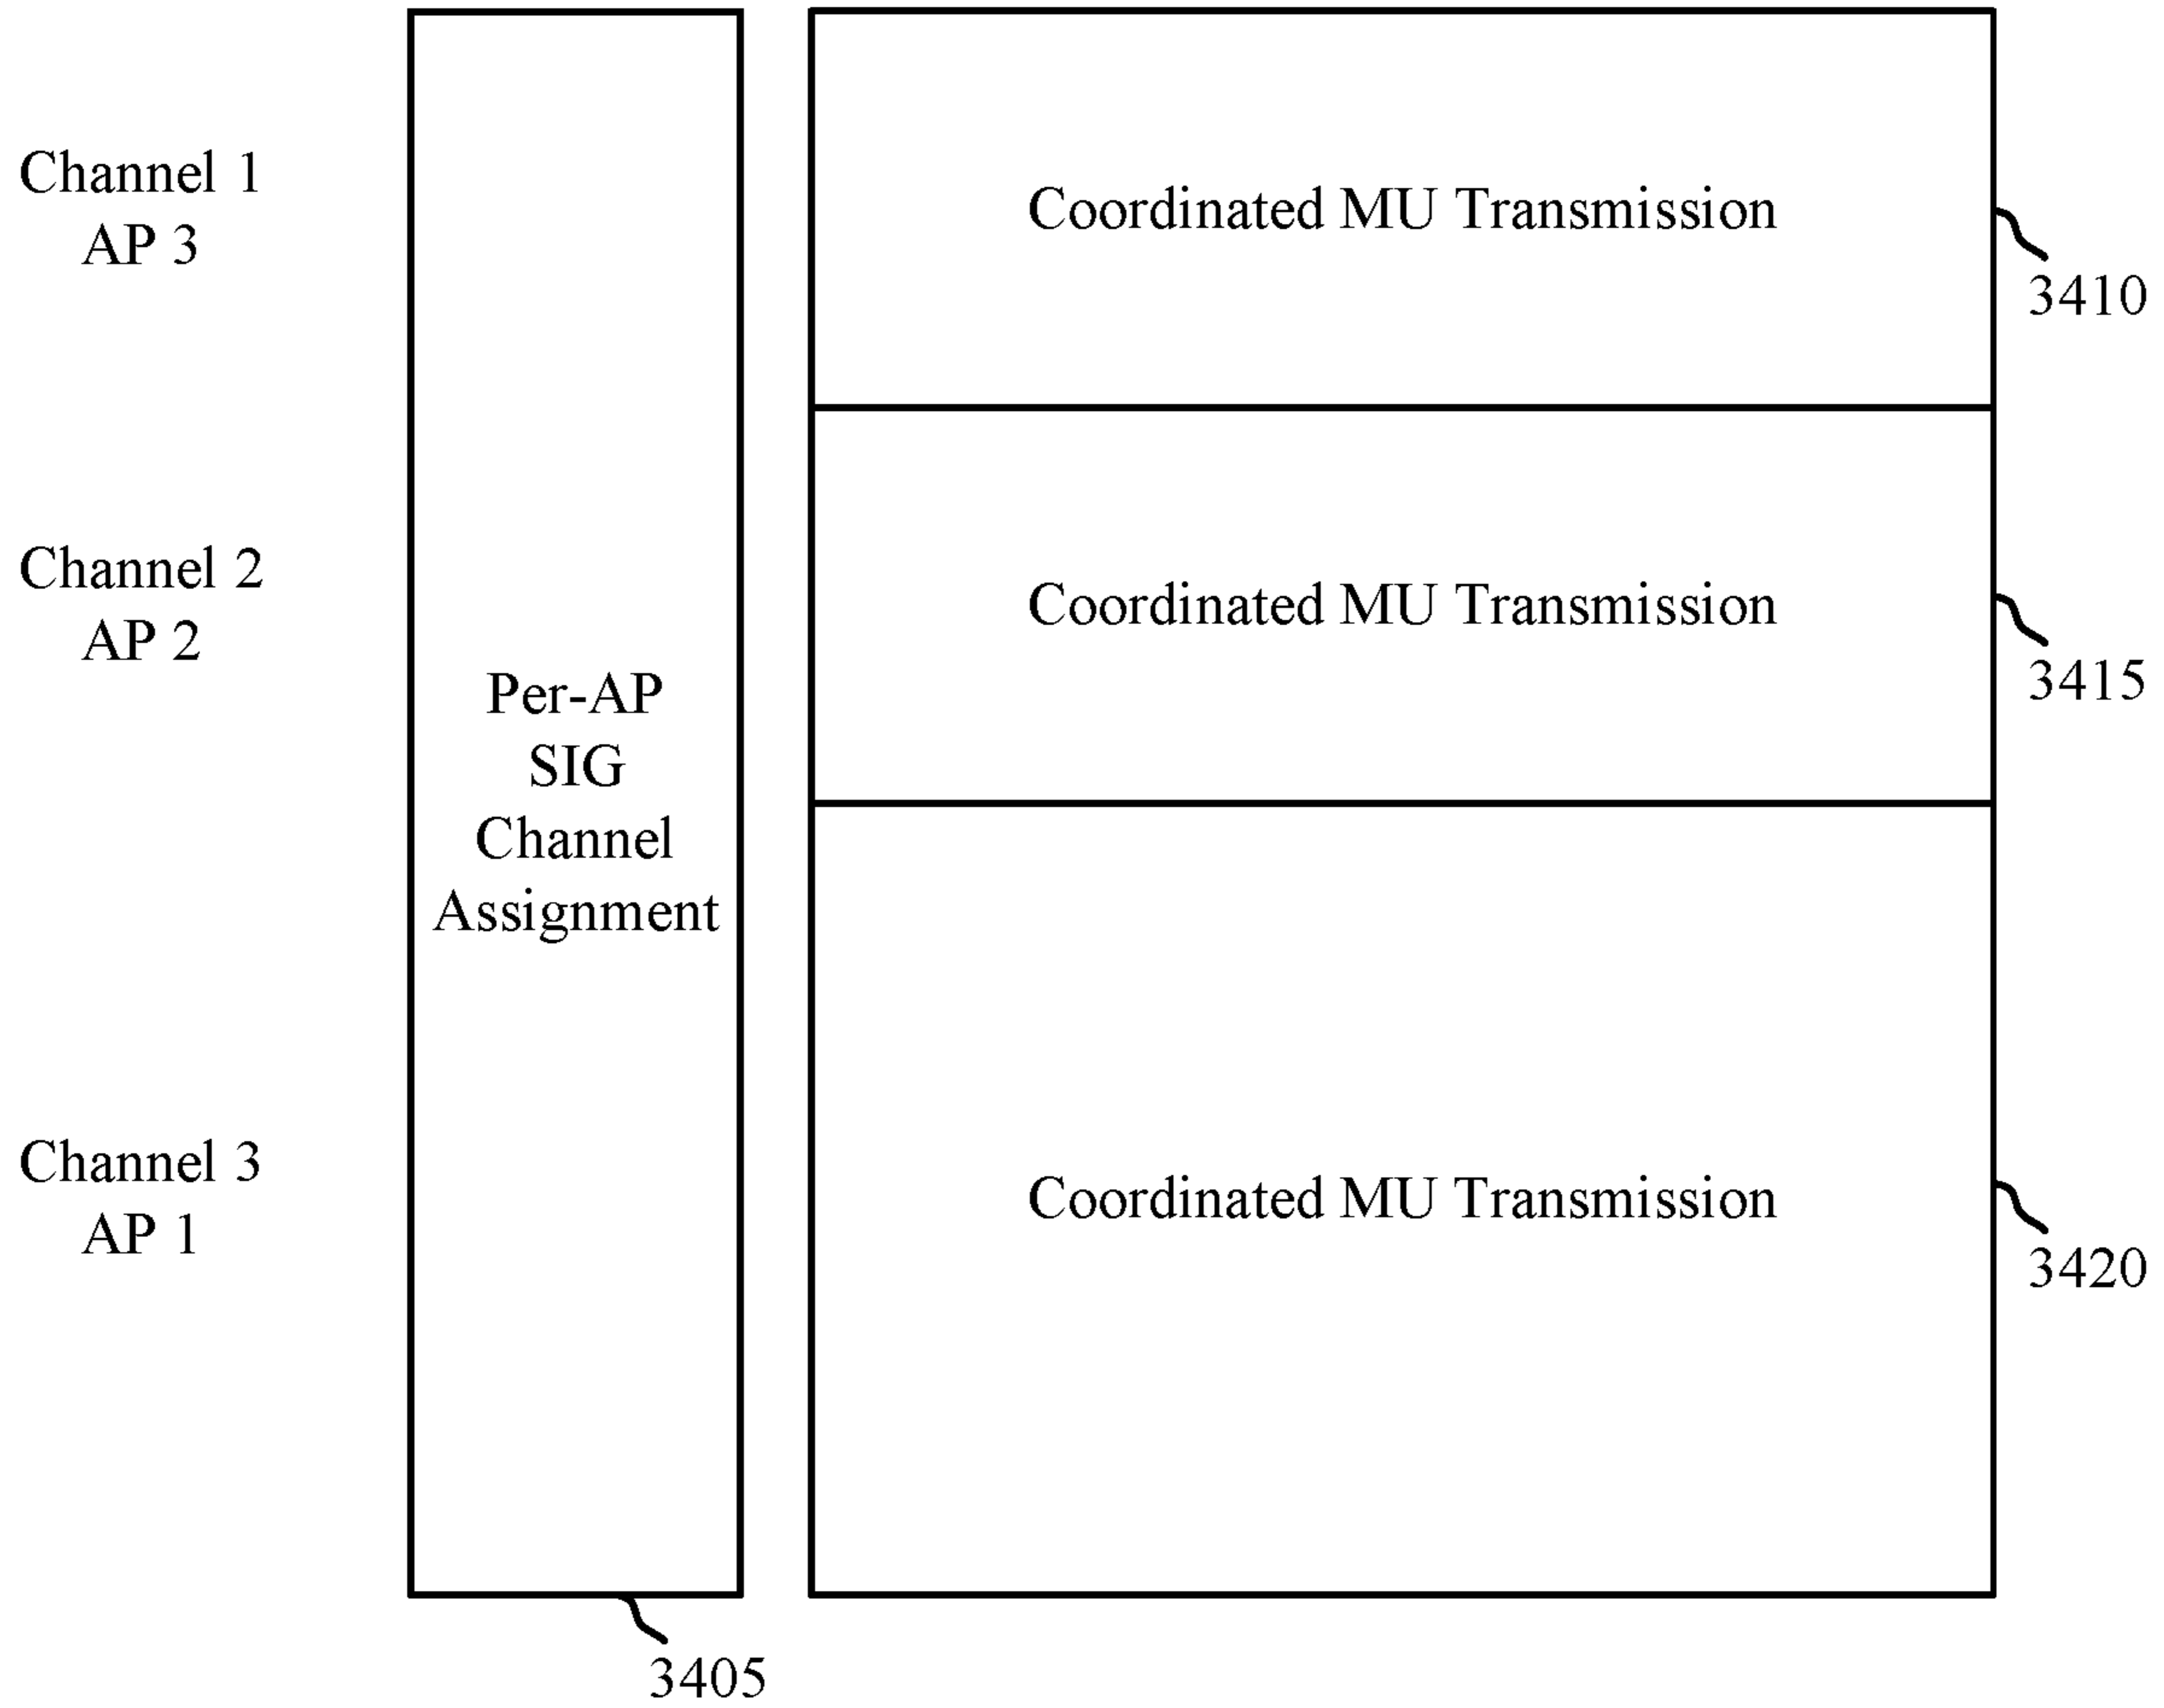 Channel 1
AP 3
Coordinated MU Transmission
3410
Channel 2
AP 2
Coordinated MU Transmission
3415
Per-AP
SIG
Channel
Assignment
Channel 3
AP 1
Coordinated MU Transmission
3420
3405